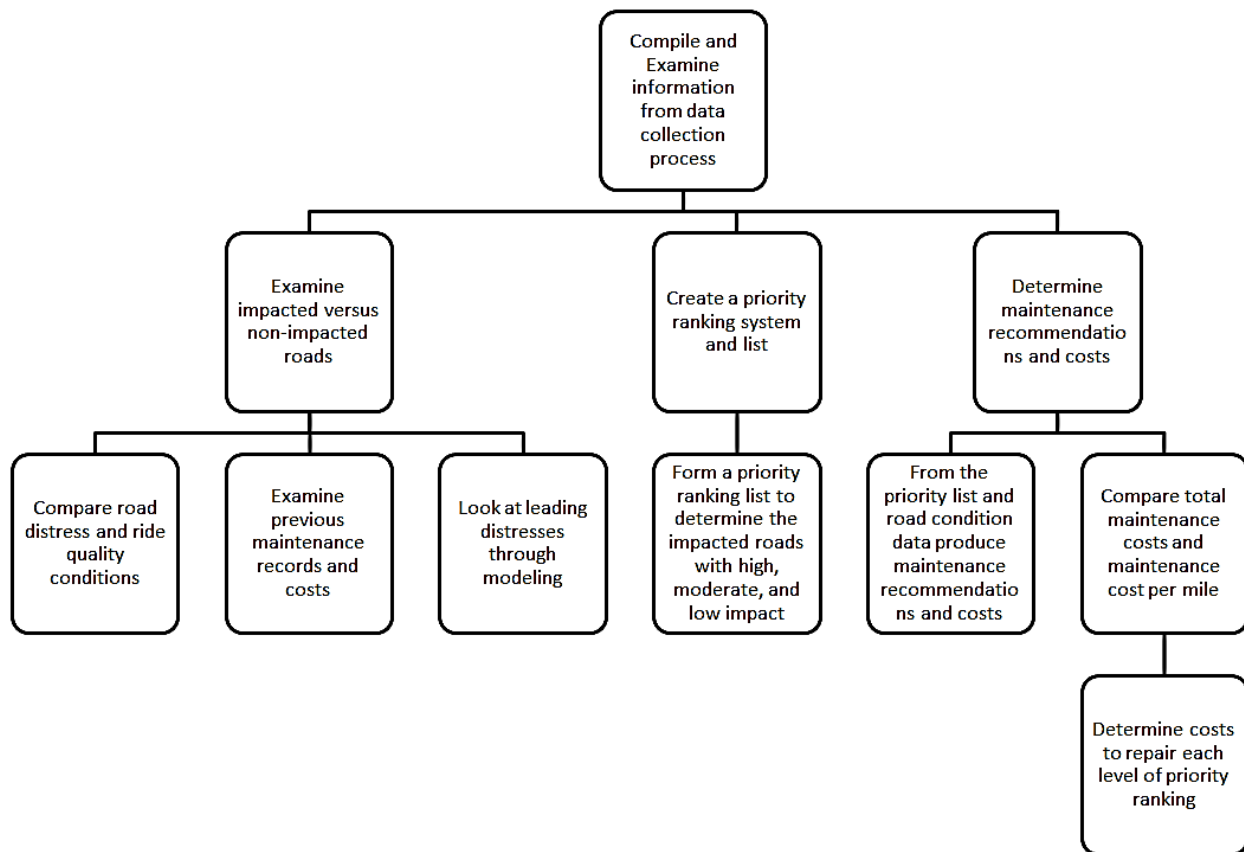 Compile and
Examine
information
from data
collection
process
Examine
impacted versus
non-impacted
roads
Create a priority
ranking system
and list
Determine
maintenance
recommendatio
ns and costs
Compare road
distress and ride
quality
conditions
Examine
previous
maintenance
records and costs
Look at leading
distresses
through
modeling
Form a priority
ranking list to
determine the
impacted roads
with high,
moderate, and
low impact
From the
priority list and
road condition
data produce
maintenance
recommendatio
ns and costs
Compare total
maintenance
costs and
maintenance
cost per mile
Determine costs
to repair each
level of priority
ranking